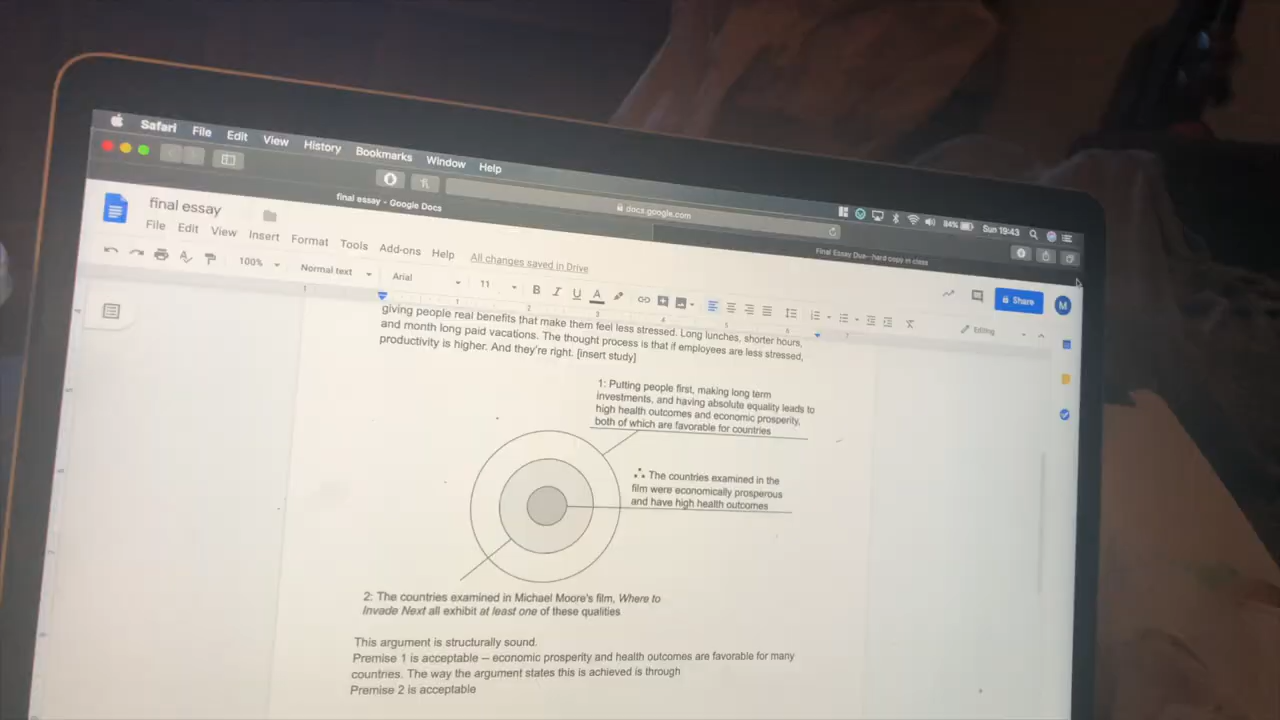 Safari File Edit View History Bookmarks Window Help
94% Sun 19:43
docs.google.com
final essay - Google Docs
Final Essay Due--hard copy in class
final essay
File Edit View Insert Format Tools Add-ons Help All changes saved in Drive
Share M
100% Normal text Arial 11 B I U A
Editing
giving people real benefits that make them feel less stressed. Long lunches, shorter hours,
and month long paid vacations. The thought process is that if employees are less stressed,
productivity is higher. And they're right. [insert study]
1: Putting people first, making long term
investments, and having absolute equality leads to
high health outcomes and economic prosperity,
both of which are favorable for countries
∴ The countries examined in the
film were economically prosperous
and have high health outcomes
2: The countries examined in Michael Moore's film, Where to
Invade Next all exhibit at least one of these qualities
This argument is structurally sound.
Premise 1 is acceptable – economic prosperity and health outcomes are favorable for many
countries. The way the argument states this is achieved is through
Premise 2 is acceptable